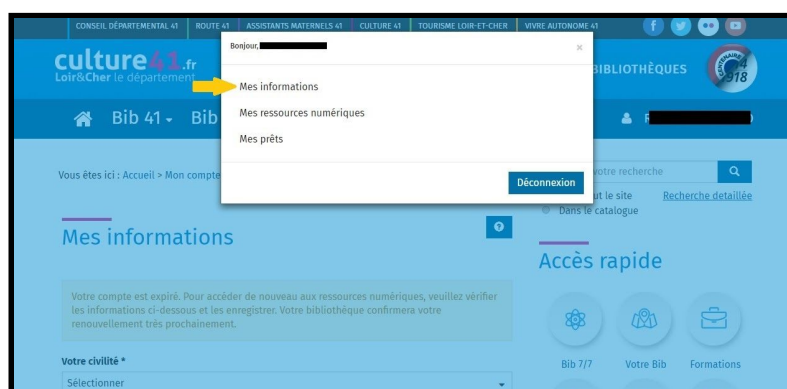 CONSEIL DÉPARTEMENTAL 41 ROUTE 41 ASSISTANTS MATERNELS 41 CULTURE 41 TOURISME LOIR-ET-CHER VIVRE AUTONOME 41
Bonjour,
×
culture41.fr
Loir&Cher le département
BIBLIOTHÈQUES
918
Mes informations
Mes ressources numériques
Mes prêts
Bib 41
Bib
Déconnexion
Vous êtes ici : Accueil > Mon compte
votre recherche
ut le site Recherche detaillée
Dans le catalogue
Mes informations
Accès rapide
Votre compte est expiré. Pour accéder de nouveau aux ressources numériques, veuillez vérifier
les informations ci-dessous et les enregistrer. Votre bibliothèque confirmera votre
renouvellement très prochainement.
Bib 7/7 Votre Bib Formations
Votre civilité *
Sélectionner